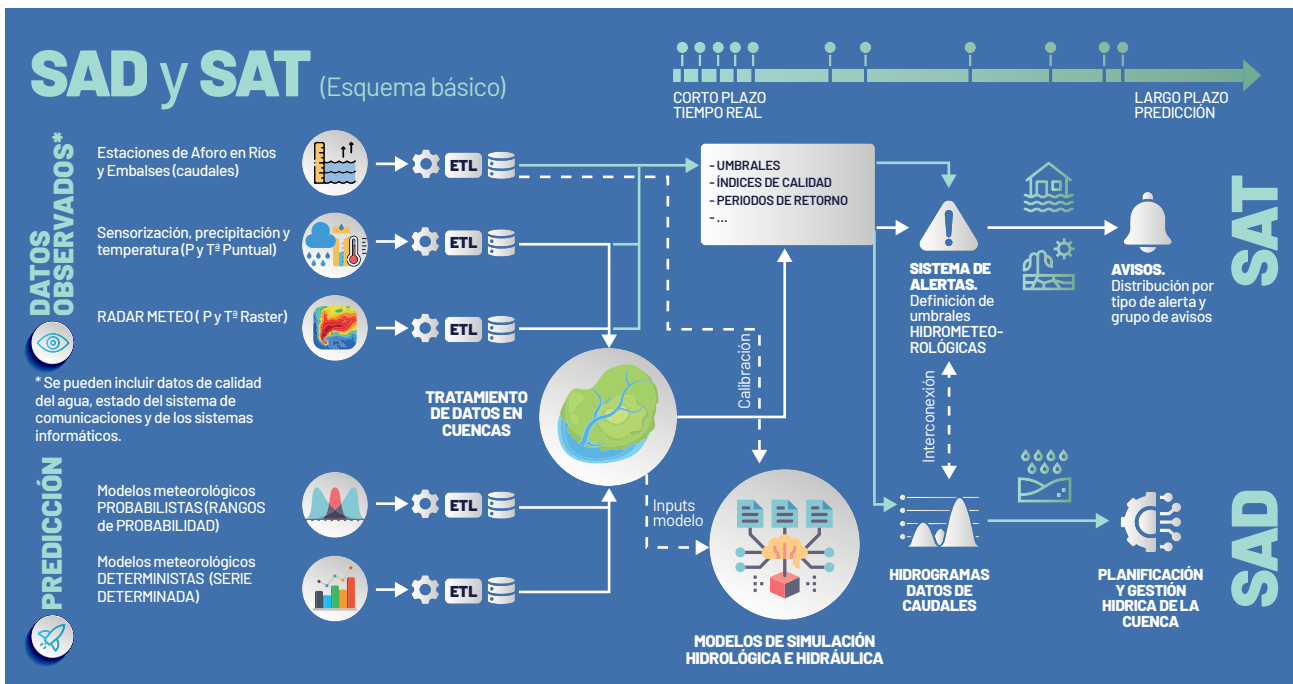 SAD y SAT (Esquema básico)
CORTO PLAZO
TIEMPO REAL
LARGO PLAZO
PREDICCIÓN
DATOS
OBSERVADOS*
Estaciones de Aforo en Ríos
y Embalses (caudales)
ETL
Sensorización, precipitación y
temperatura (P y Tª Puntual)
ETL
RADAR METEO ( P y Tª Raster)
ETL
* Se pueden incluir datos de calidad
del agua, estado del sistema de
comunicaciones y de los sistemas
informáticos.
PREDICCIÓN
Modelos meteorológicos
PROBABILISTAS (RANGOS
de PROBABILIDAD)
ETL
Modelos meteorológicos
DETERMINISTAS (SERIE
DETERMINADA)
ETL
TRATAMIENTO
DE DATOS EN
CUENCAS
Inputs
modelo
Calibración
MODELOS DE SIMULACIÓN
HIDROLÓGICA E HIDRÁULICA
- UMBRALES
- ÍNDICES DE CALIDAD
- PERIODOS DE RETORNO
- ...
SISTEMA DE
ALERTAS.
Definición de
umbrales
HIDROMETEO-
ROLÓGICAS
AVISOS.
Distribución por
tipo de alerta y
grupo de avisos
SAT
Interconexión
HIDROGRAMAS
DATOS DE
CAUDALES
PLANIFICACIÓN
Y GESTIÓN
HIDRICA DE LA
CUENCA
SAD